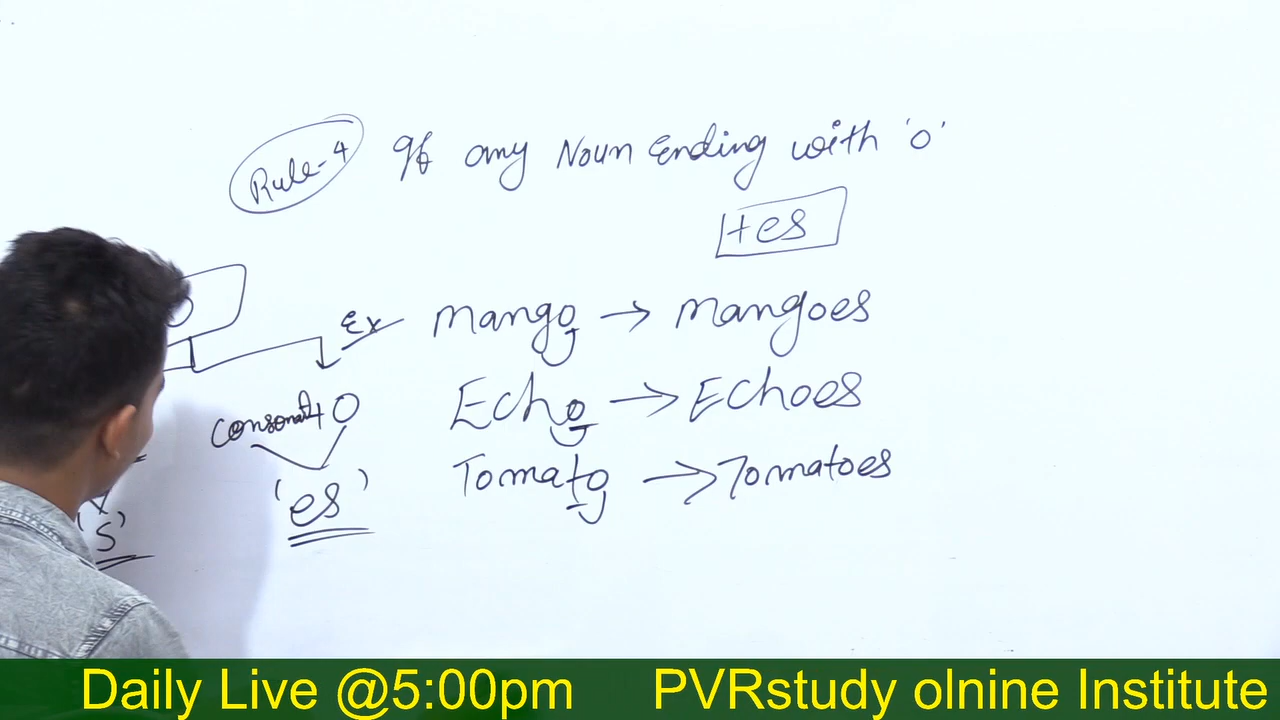 Rule-4 If any Noun Ending with 'o'
+es
Ex mango → mangoes
Consonat + O Echo → Echoes
'es' Tomato → Tomatoes
'S'
Daily Live @5:00pm PVRstudy olnine Institute